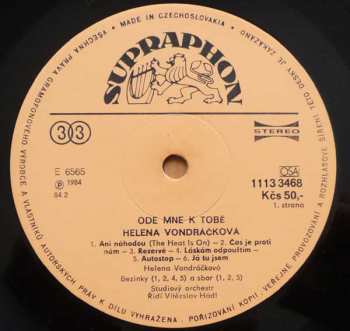 MADE IN CZECHOSLOVAKIA
VŠECHNA PRÁVA GRAMOFONOVÉHO VÝROBCE A VLASTNÍKŮ AUTORSKÝCH PRÁV K DÍLU VYHRAŽENA. POŘIZOVÁNÍ KOPIÍ, VEŘEJNÉ PROVOZOVÁNÍ A ROZHLASOVÉ ŠÍŘENÍ TÉTO DESKY JE ZAKÁZÁNO
SUPRAPHON
33
STEREO
E 6565
Ⓟ 1984
84 2
OSA
1113 3468
Kčs 50,-
1. strana
ODE MNE K TOBĚ
HELENA VONDRÁČKOVÁ
1. Ani náhodou (The Heat Is On) – 2. Čas je proti
nám – 3. Rezervé – 4. Láskám odpouštím –
5. Autostop – 6. Já tu jsem
Helena Vondráčková
Bezinky (1, 2, 4, 5) a sbor (1, 2, 5)
Studiový orchestr
Řídí Vítězslav Hádl